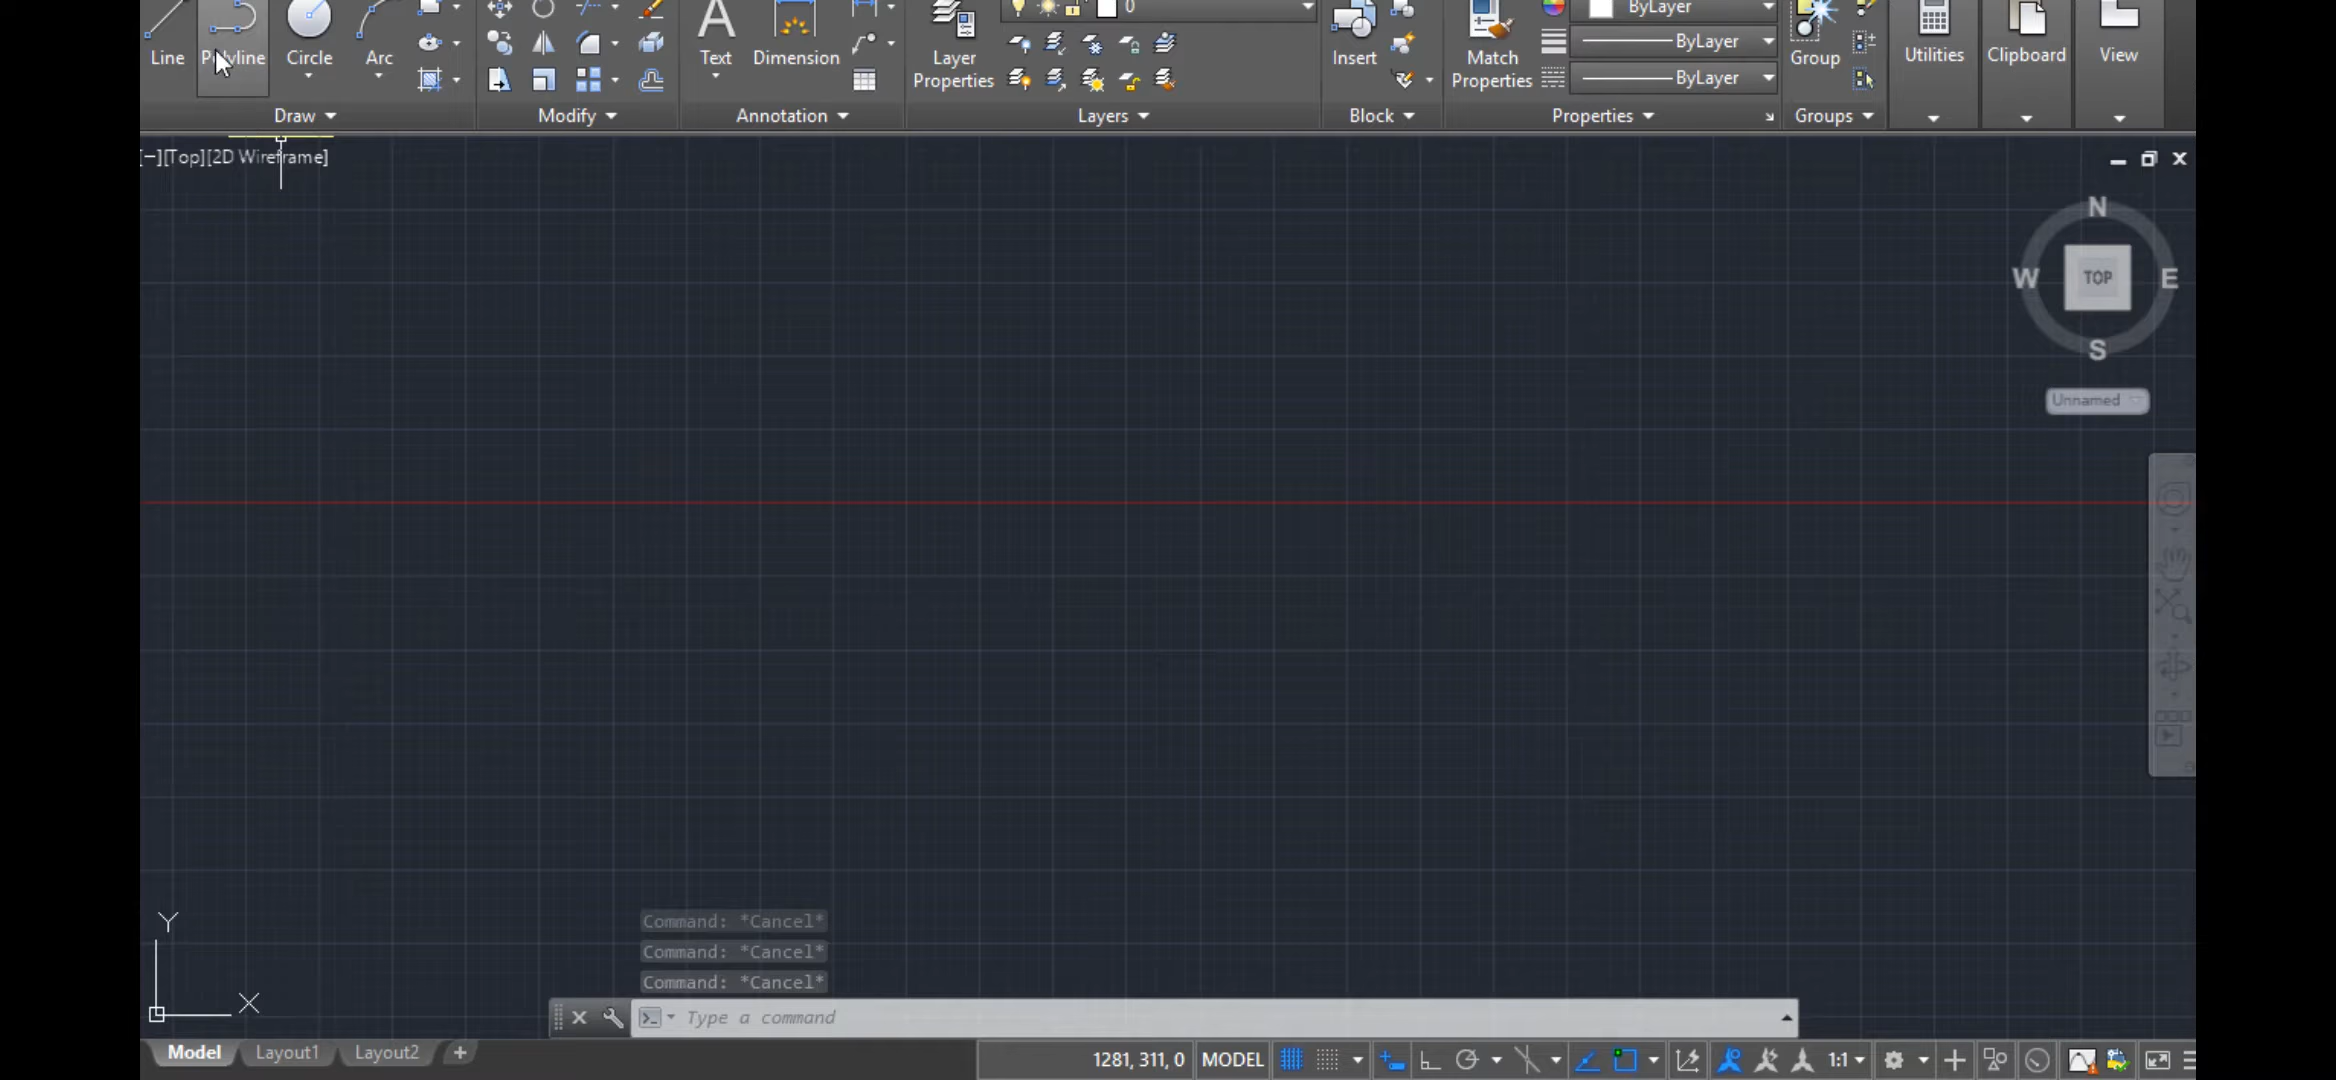 0 ByLayer
Line Polyline Circle Arc Text Dimension Layer Properties Insert Match Properties ByLayer ByLayer Group Utilities Clipboard View
Draw Modify Annotation Layers Block Properties Groups
[−][Top][2D Wireframe]
N
W TOP E
S
Unnamed
Y
X
Command: *Cancel*
Command: *Cancel*
Command: *Cancel*
Type a command
Model Layout1 Layout2 +
1281, 311, 0 MODEL 1:1